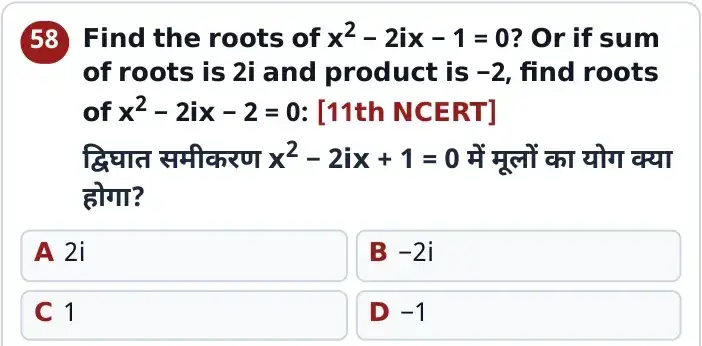 58 Find the roots of x² − 2ix − 1 = 0? Or if sum
of roots is 2i and product is −2, find roots
of x² − 2ix − 2 = 0: [11th NCERT]
द्विघात समीकरण x² − 2ix + 1 = 0 में मूलों का योग क्या
होगा?
A 2i
B −2i
C 1
D −1